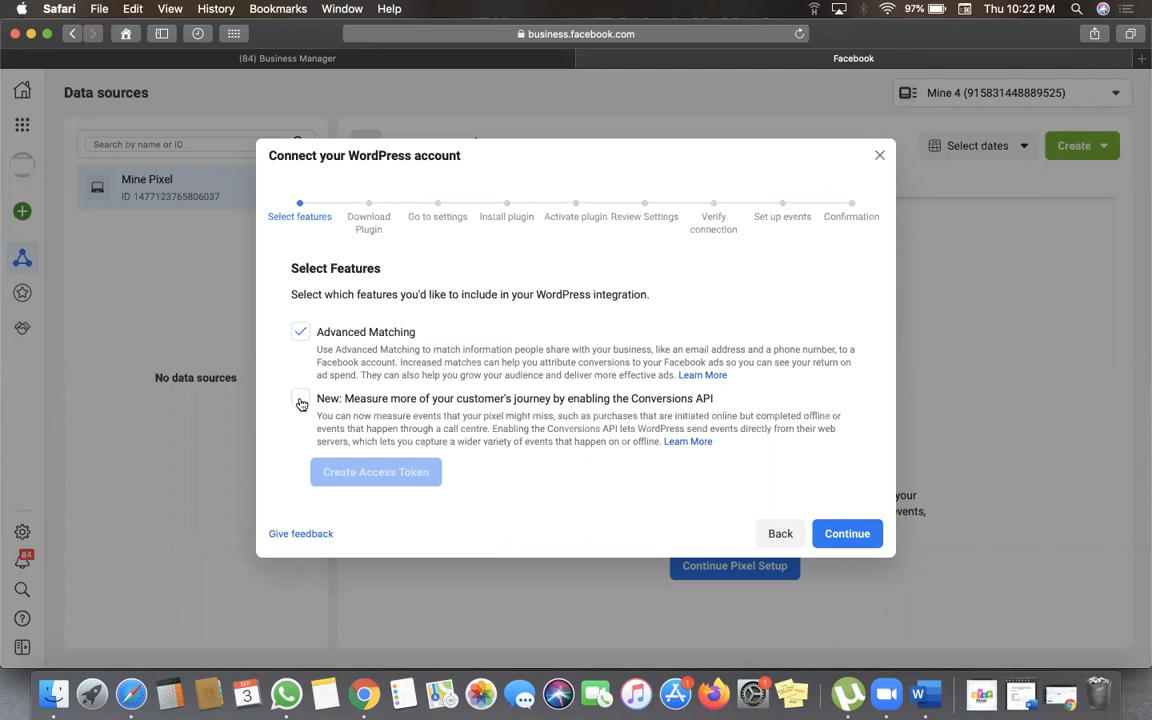 Safari File Edit View History Bookmarks Window Help
97% Thu 10:22 PM
business.facebook.com
(84) Business Manager
Facebook
Data sources
Mine 4 (915831448889525)
Search by name or ID
Mine Pixel
ID 1477123765806037
No data sources
Select dates
Create
Connect your WordPress account
Select features
Download
Plugin
Go to settings
Install plugin
Activate plugin
Review Settings
Verify
connection
Set up events
Confirmation
Select Features
Select which features you'd like to include in your WordPress integration.
Advanced Matching
Use Advanced Matching to match information people share with your business, like an email address and a phone number, to a
Facebook account. Increased matches can help you attribute conversions to your Facebook ads so you can see your return on
ad spend. They can also help you grow your audience and deliver more effective ads. Learn More
New: Measure more of your customer's journey by enabling the Conversions API
You can now measure events that your pixel might miss, such as purchases that are initiated online but completed offline or
events that happen through a call centre. Enabling the Conversions API lets WordPress send events directly from their web
servers, which lets you capture a wider variety of events that happen on or offline. Learn More
Create Access Token
Give feedback
Back
Continue
your
events,
Continue Pixel Setup
84
SEP
3
1
1